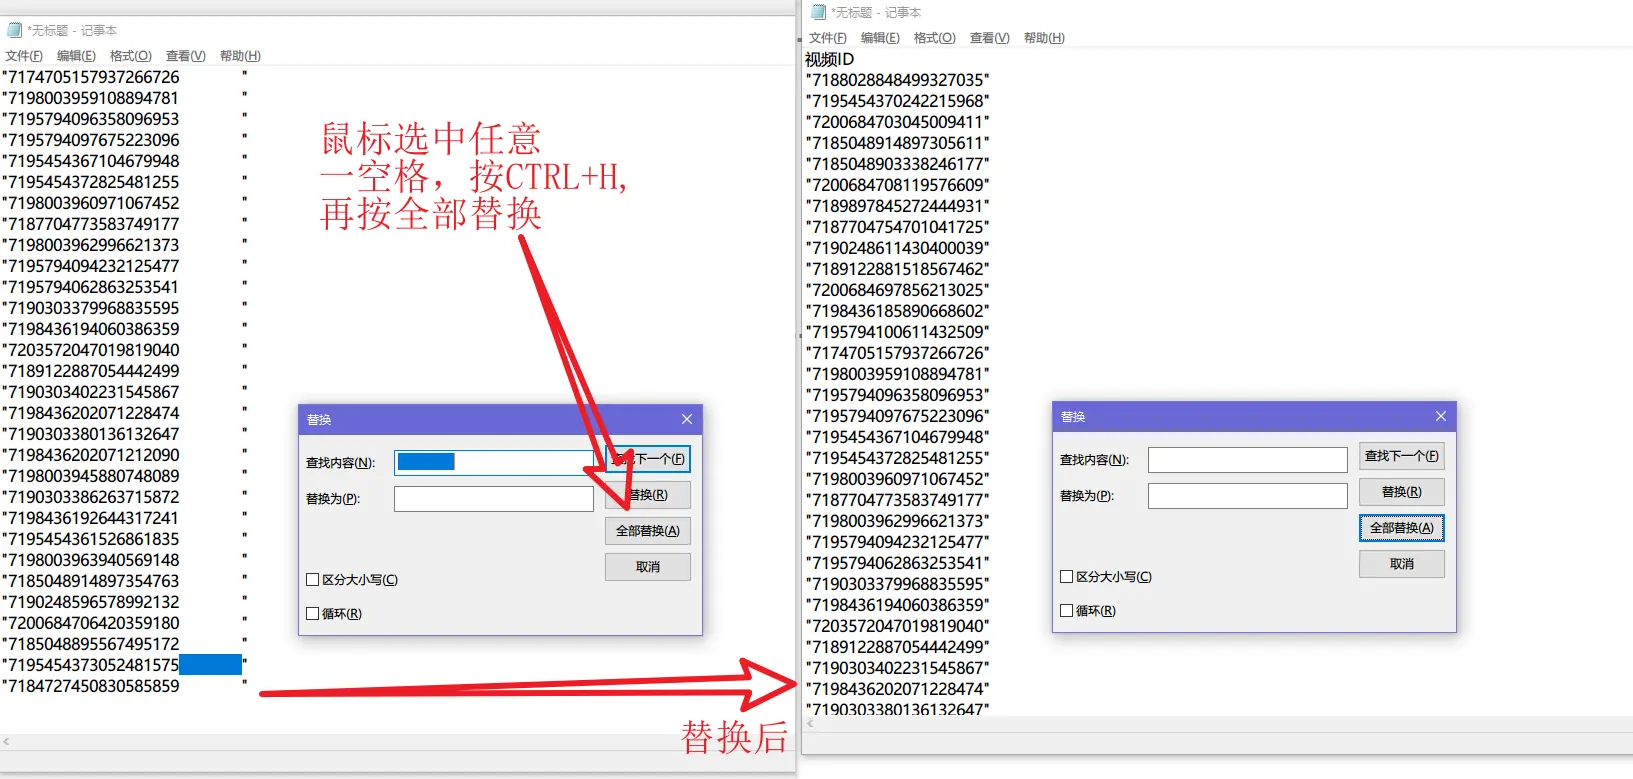 *无标题 - 记事本
文件(F) 编辑(E) 格式(O) 查看(V) 帮助(H)
"7174705157937266726 "
"7198003959108894781 "
"7195794096358096953 "
"7195794097675223096 "
"7195454367104679948 "
"7195454372825481255 "
"7198003960971067452 "
"7187704773583749177 "
"7198003962996621373 "
"7195794094232125477 "
"7195794062863253541 "
"7190303379968835595 "
"7198436194060386359 "
"7203572047019819040 "
"7189122887054442499 "
"7190303402231545867 "
"7198436202071228474 "
"7190303380136132647 "
"7198436202071212090 "
"7198003945880748089 "
"7190303386263715872 "
"7198436192644317241 "
"7195454361526861835 "
"7198003963940569148 "
"7185048914897354763 "
"7190248596578992132 "
"7200684706420359180 "
"7185048895567495172 "
"7195454373052481575 "
"7184727450830585859 "
鼠标选中任意
一空格，按CTRL+H,
再按全部替换
替换
查找内容(N):
替换为(P):
下一个(F)
替换(R)
全部替换(A)
取消
区分大小写(C)
循环(R)
替换后
*无标题 - 记事本
文件(F) 编辑(E) 格式(O) 查看(V) 帮助(H)
视频ID
"7188028848499327035"
"7195454370242215968"
"7200684703045009411"
"7185048914897305611"
"7185048903338246177"
"7200684708119576609"
"7189897845272444931"
"7187704754701041725"
"7190248611430400039"
"7189122881518567462"
"7200684697856213025"
"7198436185890668602"
"7195794100611432509"
"7174705157937266726"
"7198003959108894781"
"7195794096358096953"
"7195794097675223096"
"7195454367104679948"
"7195454372825481255"
"7198003960971067452"
"7187704773583749177"
"7198003962996621373"
"7195794094232125477"
"7195794062863253541"
"7190303379968835595"
"7198436194060386359"
"7203572047019819040"
"7189122887054442499"
"7190303402231545867"
"7198436202071228474"
"7190303380136132647"
替换
查找内容(N):
替换为(P):
查找下一个(F)
替换(R)
全部替换(A)
取消
区分大小写(C)
循环(R)